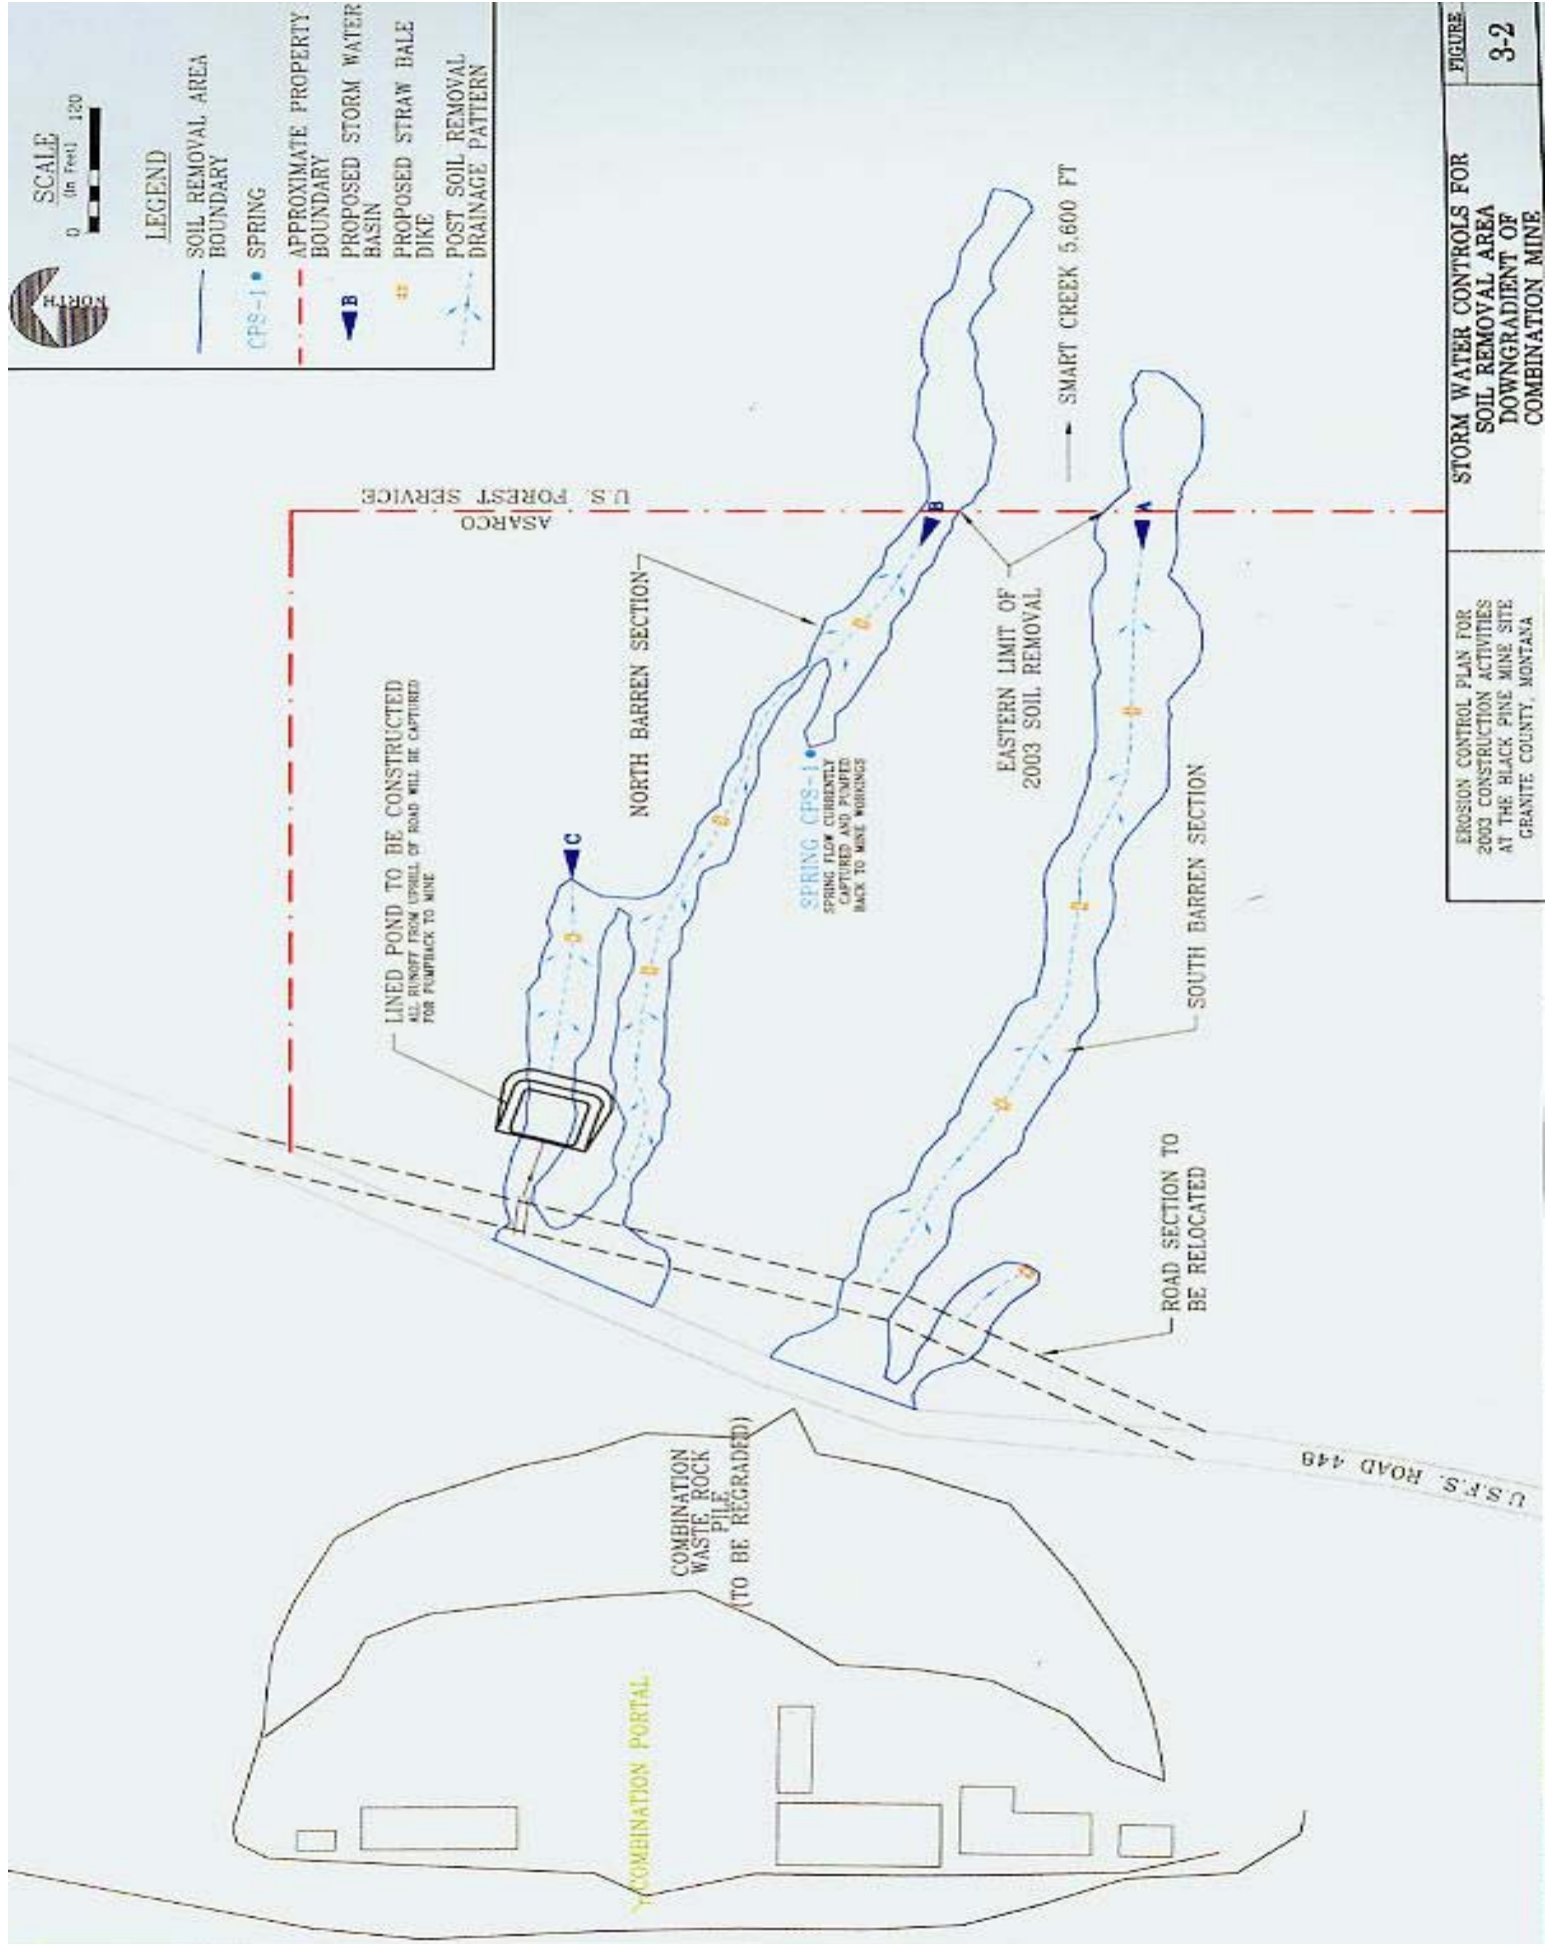 SCALE
0 (In Feet) 120
NORTH
LEGEND
SOIL REMOVAL AREA
BOUNDARY
CPS-1 SPRING
APPROXIMATE PROPERTY
BOUNDARY
B PROPOSED STORM WATER
BASIN
PROPOSED STRAW BALE
DIKE
POST SOIL REMOVAL
DRAINAGE PATTERN
U.S. FOREST SERVICE
ASARCO
LINED POND TO BE CONSTRUCTED
ALL RUNOFF FROM UPHILL OF ROAD WILL BE CAPTURED
FOR PUMPBACK TO MINE
C
NORTH BARREN SECTION
B
SPRING CPS-1
SPRING FLOW CURRENTLY
CAPTURED AND PUMPED
BACK TO MINE WORKINGS
SMART CREEK 5,600 FT
EASTERN LIMIT OF
2003 SOIL REMOVAL
A
SOUTH BARREN SECTION
ROAD SECTION TO
BE RELOCATED
U.S.F.S. ROAD 448
COMBINATION
WASTE ROCK
PILE
(TO BE REGRADED)
COMBINATION PORTAL
EROSION CONTROL PLAN FOR
2003 CONSTRUCTION ACTIVITIES
AT THE BLACK PINE MINE SITE
GRANITE COUNTY, MONTANA
STORM WATER CONTROLS FOR
SOIL REMOVAL AREA
DOWNGRADIENT OF
COMBINATION MINE
FIGURE
3-2